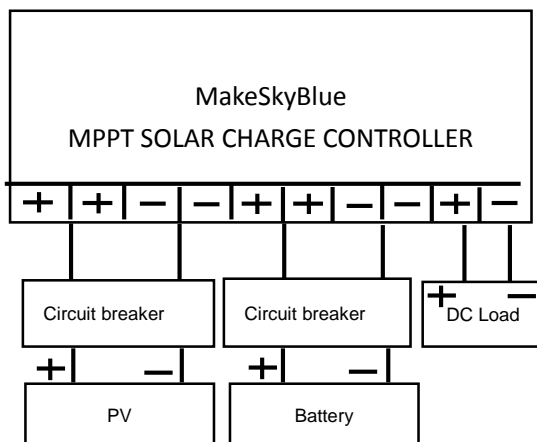 MakeSkyBlue
MPPT SOLAR CHARGE CONTROLLER
+ + − − + + − − + −
Circuit breaker Circuit breaker + − DC Load
+ − + −
PV Battery